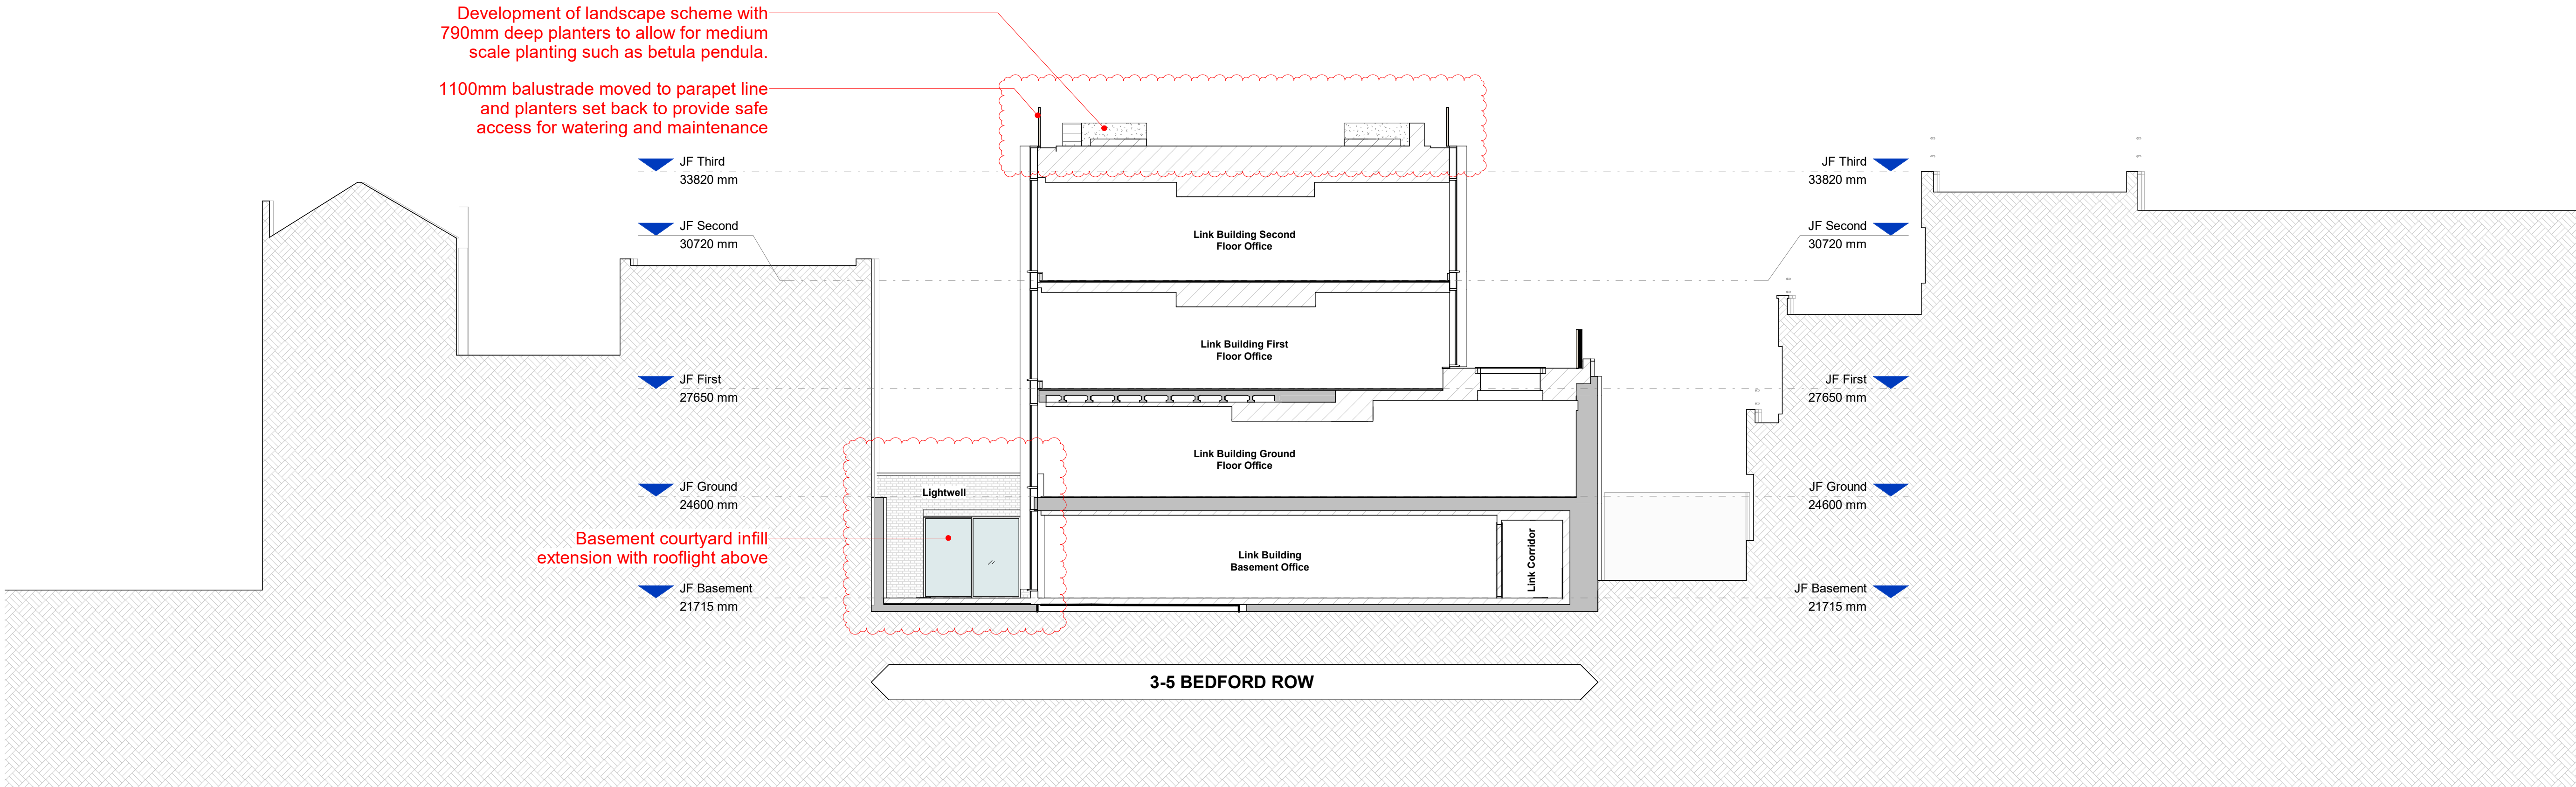 Development of landscape scheme with
790mm deep planters to allow for medium
scale planting such as betula pendula.
1100mm balustrade moved to parapet line
and planters set back to provide safe
access for watering and maintenance
JF Third
33820 mm
JF Third
33820 mm
JF Second
30720 mm
Link Building Second
Floor Office
JF Second
30720 mm
Link Building First
Floor Office
JF First
27650 mm
JF First
27650 mm
Link Building Ground
Floor Office
JF Ground
24600 mm
Lightwell
JF Ground
24600 mm
Basement courtyard infill
extension with rooflight above
Link Building
Basement Office
Link Corridor
JF Basement
21715 mm
JF Basement
21715 mm
3-5 BEDFORD ROW